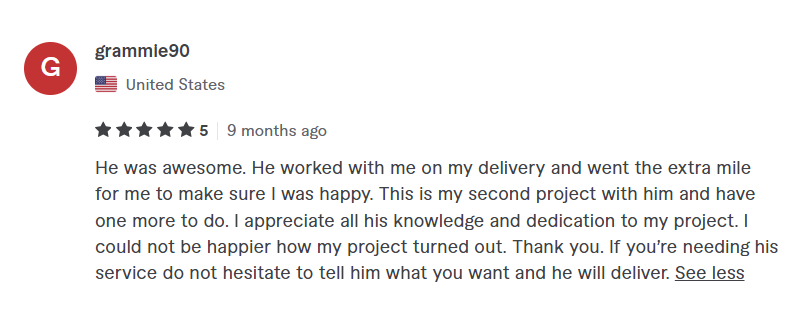 G
grammie90
United States
5 9 months ago
He was awesome. He worked with me on my delivery and went the extra mile
for me to make sure I was happy. This is my second project with him and have
one more to do. I appreciate all his knowledge and dedication to my project. I
could not be happier how my project turned out. Thank you. If you’re needing his
service do not hesitate to tell him what you want and he will deliver. See less